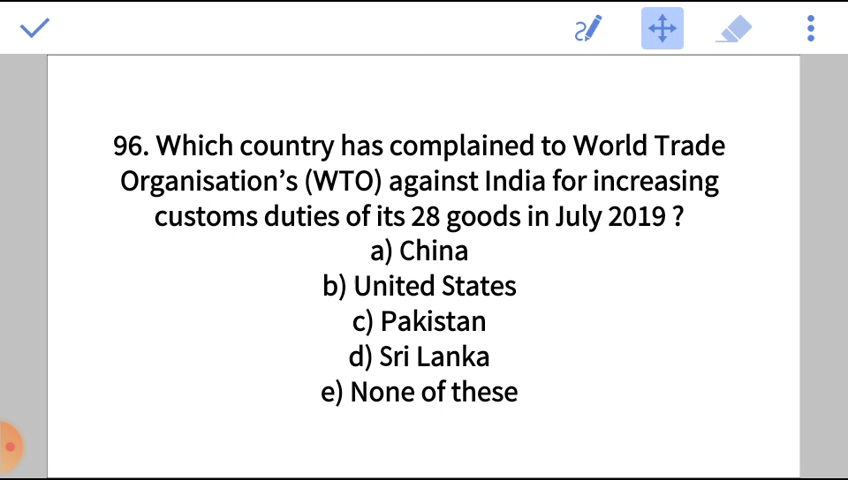 96. Which country has complained to World Trade
Organisation's (WTO) against India for increasing
customs duties of its 28 goods in July 2019 ?
a) China
b) United States
c) Pakistan
d) Sri Lanka
e) None of these